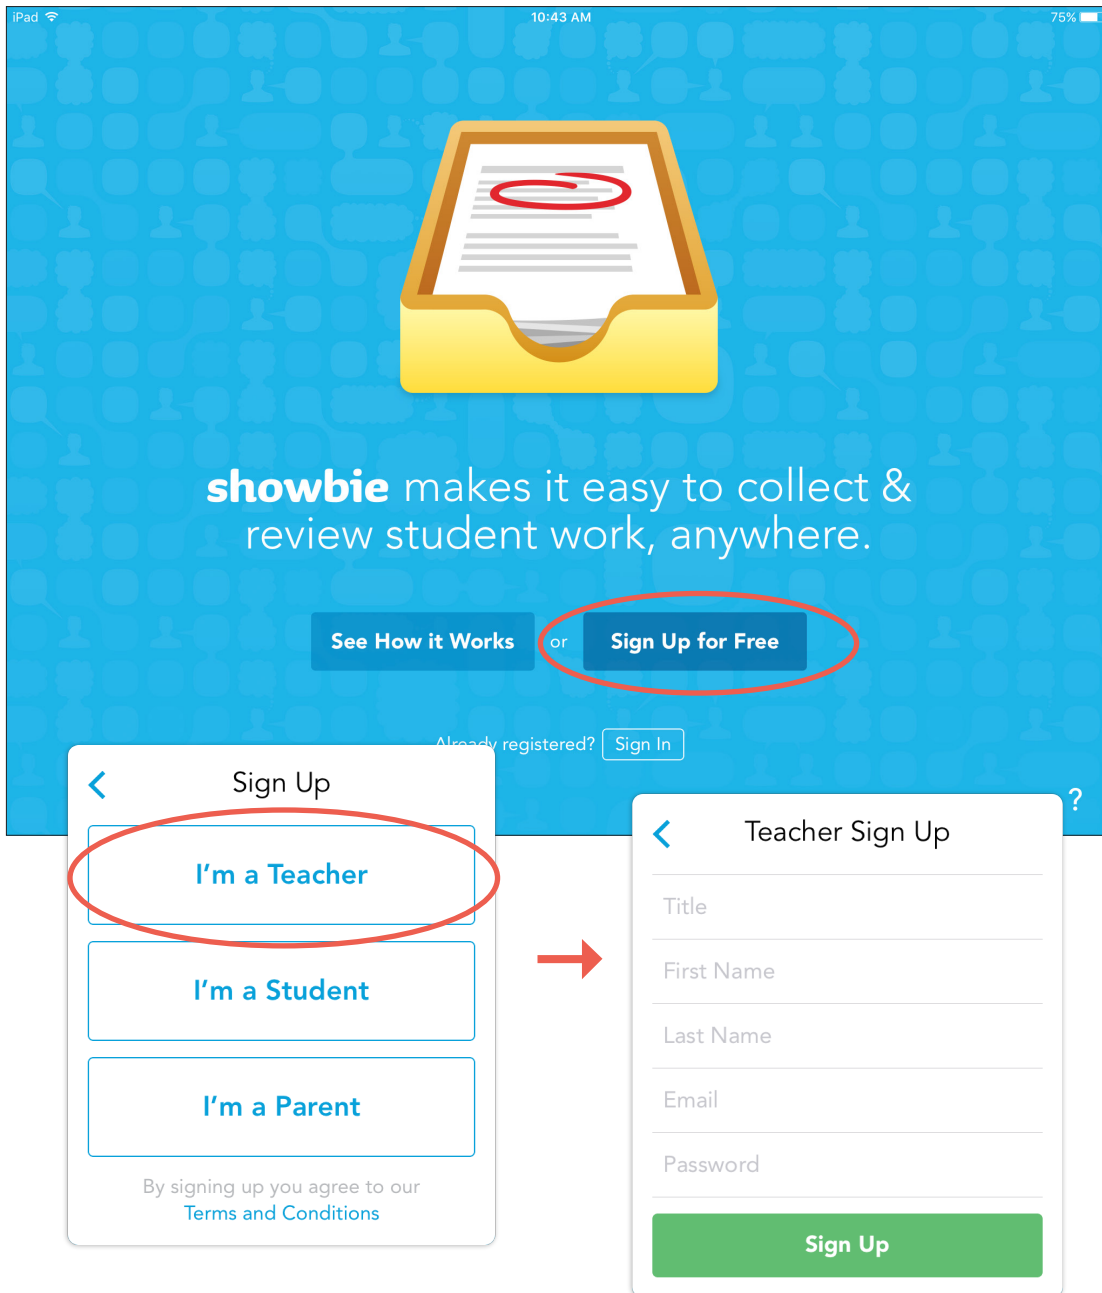 iPad 10:43 AM 75%
showbie makes it easy to collect &
review student work, anywhere.
See How it Works or Sign Up for Free
Already registered? Sign In
?
Sign Up
I'm a Teacher
I'm a Student
I'm a Parent
By signing up you agree to our
Terms and Conditions
Teacher Sign Up
Title
First Name
Last Name
Email
Password
Sign Up